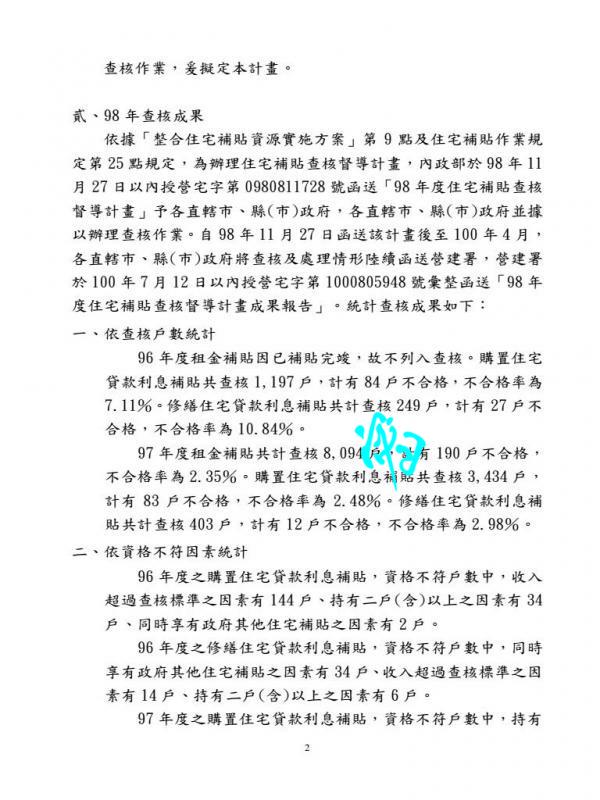 查核作業，爰擬定本計畫。
貳、98 年查核成果
依據「整合住宅補貼資源實施方案」第 9 點及住宅補貼作業規
定第 25 點規定，為辦理住宅補貼查核督導計畫，內政部於 98 年 11
月 27 日以內授營宅字第 0980811728 號函送「98 年度住宅補貼查核
督導計畫」予各直轄市、縣(市)政府，各直轄市、縣(市)政府並據
以辦理查核作業。自 98 年 11 月 27 日函送該計畫後至 100 年 4 月，
各直轄市、縣(市)政府將查核及處理情形陸續函送營建署，營建署
於 100 年 7 月 12 日以內授營宅字第 1000805948 號彙整函送「98 年
度住宅補貼查核督導計畫成果報告」。統計查核成果如下：
一、依查核戶數統計
96 年度租金補貼因已補貼完竣，故不列入查核。購置住宅
貸款利息補貼共查核 1,197 戶，計有 84 戶不合格，不合格率為
7.11%。修繕住宅貸款利息補貼共計查核 249 戶，計有 27 戶不
合格，不合格率為 10.84%。
97 年度租金補貼共計查核 8,094 戶，計有 190 戶不合格，
不合格率為 2.35%。購置住宅貸款利息補貼共查核 3,434 戶，
計有 83 戶不合格，不合格率為 2.48%。修繕住宅貸款利息補
貼共計查核 403 戶，計有 12 戶不合格，不合格率為 2.98%。
二、依資格不符因素統計
96 年度之購置住宅貸款利息補貼，資格不符戶數中，收入
超過查核標準之因素有 144 戶、持有二戶(含)以上之因素有 34
戶、同時享有政府其他住宅補貼之因素有 2 戶。
96 年度之修繕住宅貸款利息補貼，資格不符戶數中，同時
享有政府其他住宅補貼之因素有 34 戶、收入超過查核標準之因
素有 14 戶、持有二戶(含)以上之因素有 6 戶。
97 年度之購置住宅貸款利息補貼，資格不符戶數中，持有
2